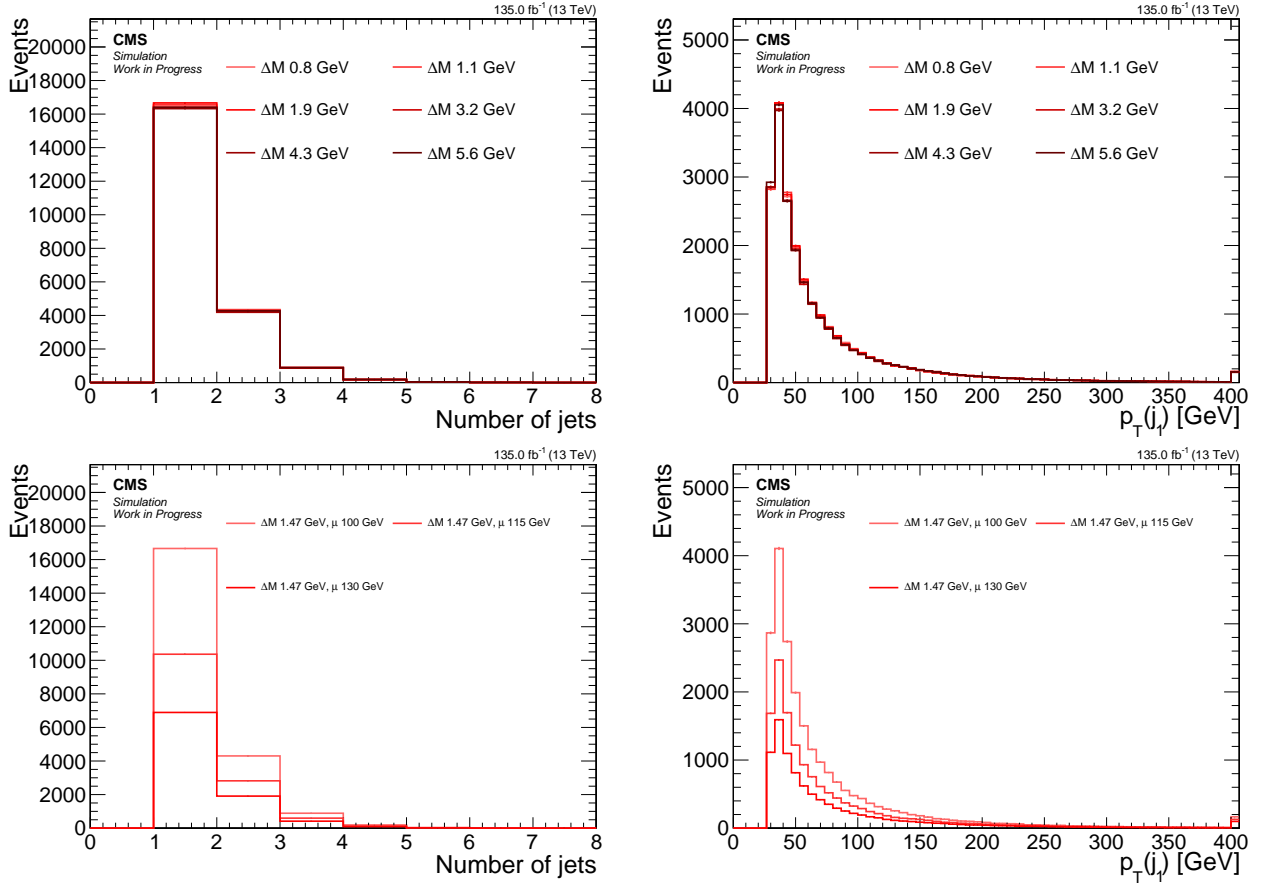 135.0 fb⁻¹ (13 TeV)
Events
CMS
Simulation
Work in Progress
ΔM 0.8 GeV
ΔM 1.1 GeV
ΔM 1.9 GeV
ΔM 3.2 GeV
ΔM 4.3 GeV
ΔM 5.6 GeV
20000
18000
16000
14000
12000
10000
8000
6000
4000
2000
0
0 1 2 3 4 5 6 7 8
Number of jets
135.0 fb⁻¹ (13 TeV)
Events
CMS
Simulation
Work in Progress
ΔM 0.8 GeV
ΔM 1.1 GeV
ΔM 1.9 GeV
ΔM 3.2 GeV
ΔM 4.3 GeV
ΔM 5.6 GeV
5000
4000
3000
2000
1000
0
0 50 100 150 200 250 300 350 400
p_T(j_1) [GeV]
135.0 fb⁻¹ (13 TeV)
Events
CMS
Simulation
Work in Progress
ΔM 1.47 GeV, μ 100 GeV
ΔM 1.47 GeV, μ 115 GeV
ΔM 1.47 GeV, μ 130 GeV
20000
18000
16000
14000
12000
10000
8000
6000
4000
2000
0
0 1 2 3 4 5 6 7 8
Number of jets
135.0 fb⁻¹ (13 TeV)
Events
CMS
Simulation
Work in Progress
ΔM 1.47 GeV, μ 100 GeV
ΔM 1.47 GeV, μ 115 GeV
ΔM 1.47 GeV, μ 130 GeV
5000
4000
3000
2000
1000
0
0 50 100 150 200 250 300 350 400
p_T(j_1) [GeV]